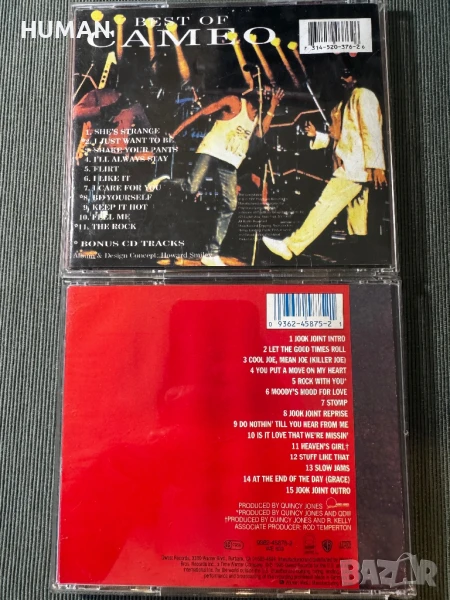 HUMAN.
BEST OF
CAMEO
7 314-520-376-2 6
1. SHE'S STRANGE
2. I JUST WANT TO BE
* 3. SHAKE YOUR PANTS
4. I'LL ALWAYS STAY
5. FLIRT
6. I LIKE IT
7. I CARE FOR YOU
*8. BE YOURSELF
9. KEEP IT HOT
10. FEEL ME
*11. THE ROCK
* BONUS CD TRACKS
Album & Design Concept: Howard Smiley
0 9362-45875-2 1
1 JOOK JOINT INTRO
2 LET THE GOOD TIMES ROLL
3 COOL JOE, MEAN JOE (KILLER JOE)
4 YOU PUT A MOVE ON MY HEART
5 ROCK WITH YOU*
6 MOODY'S MOOD FOR LOVE
7 STOMP
8 JOOK JOINT REPRISE
9 DO NOTHIN' TILL YOU HEAR FROM ME
10 IS IT LOVE THAT WE'RE MISSIN'
11 HEAVEN'S GIRL†
12 STUFF LIKE THAT
13 SLOW JAMS
14 AT THE END OF THE DAY (GRACE)
15 JOOK JOINT OUTRO
PRODUCED BY QUINCY JONES
*PRODUCED BY QUINCY JONES AND QDIII
†PRODUCED BY QUINCY JONES AND R. KELLY
ASSOCIATE PRODUCER: ROD TEMPERTON
BAZAR.bg